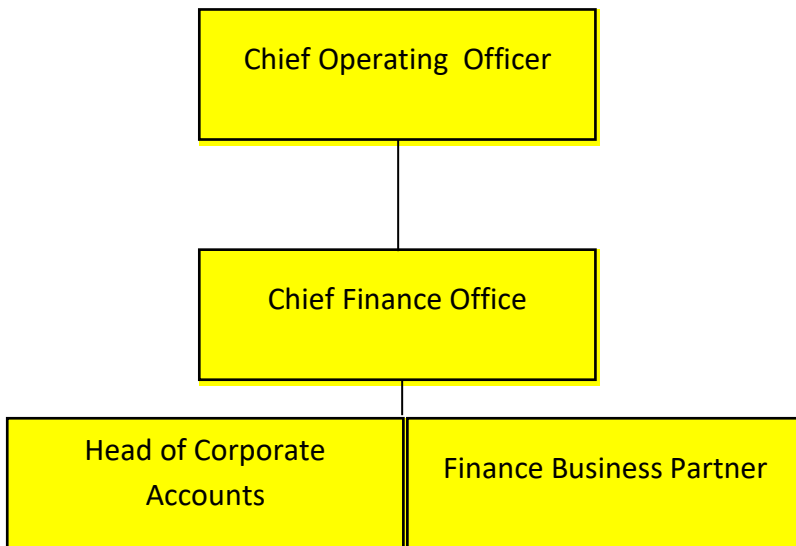 Chief Operating  Officer
Chief Finance Office
Head of Corporate
Accounts
Finance Business Partner